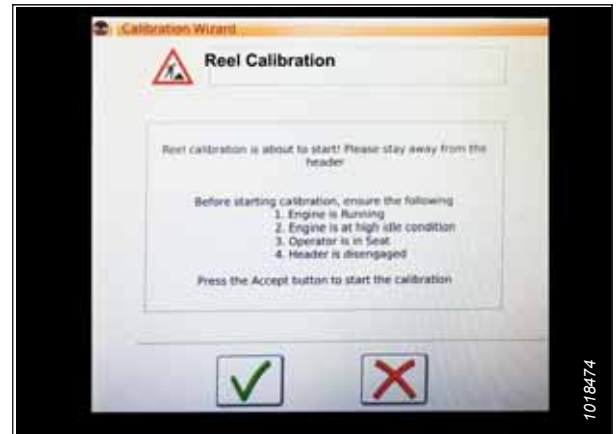 Calibration Wizard
Reel Calibration
Reel calibration is about to start! Please stay away from the
header
Before starting calibration, ensure the following
1. Engine is Running
2. Engine is at high idle condition
3. Operator is in Seat
4. Header is disengaged
Press the Accept button to start the calibration
1018474